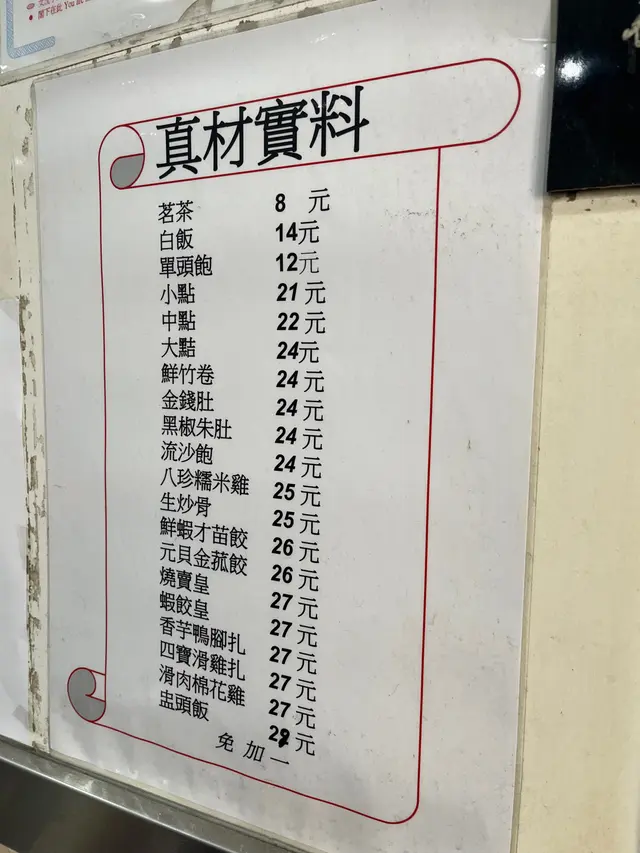 閣下在此 You
真材實料
茗茶 8 元
白飯 14元
單頭飽 12元
小點 21 元
中點 22 元
大點 24元
鮮竹卷 24 元
金錢肚 24 元
黑椒朱肚 24 元
流沙飽 24 元
八珍糯米雞 25 元
生炒骨 25 元
鮮蝦才苗餃 26 元
元貝金菰餃 26 元
燒賣皇 27 元
蝦餃皇 27 元
香芋鴨腳扎 27 元
四寶滑雞扎 27 元
滑肉棉花雞 27 元
盅頭飯 元
免加一